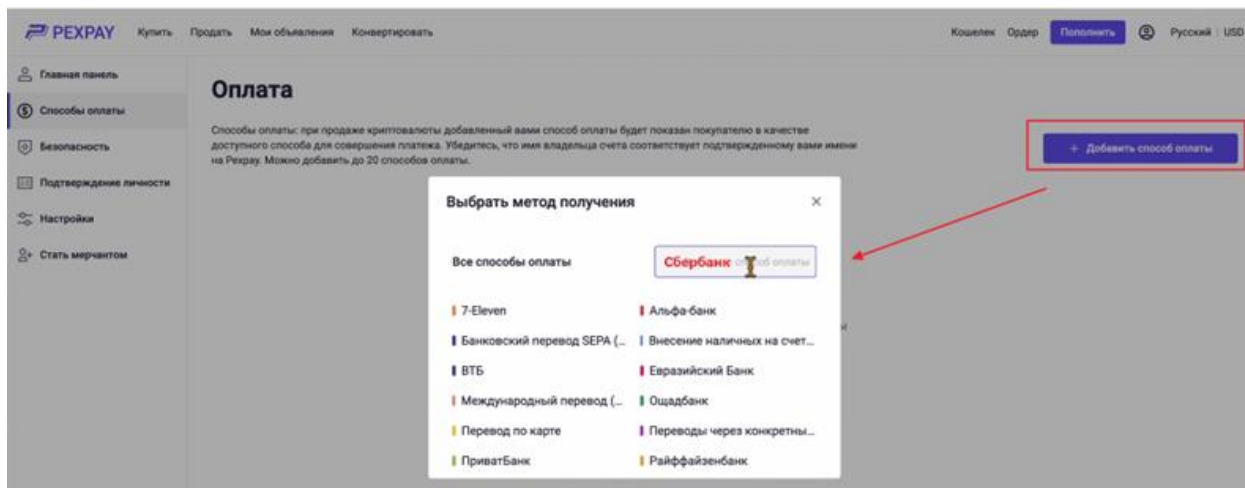 PEXPAY Купить Продать Мои объявления Конвертировать Кошелек Ордер Пополнить Русский | USD
Главная панель
Способы оплаты
Безопасность
Подтверждение личности
Настройки
Стать мерчантом
Оплата
Способы оплаты: при продаже криптовалюты добавленный вами способ оплаты будет показан покупателю в качестве
доступного способа для совершения платежа. Убедитесь, что имя владельца счета соответствует подтвержденному вами имени
на Pexpay. Можно добавить до 20 способов оплаты.
+ Добавить способ оплаты
Выбрать метод получения
Все способы оплаты Сбербанк оплаты
7-Eleven Альфа-банк
Банковский перевод SEPA (... Внесение наличных на счет...
ВТБ Евразийский Банк
Международный перевод (... Ощадбанк
Перевод по карте Переводы через конкретны...
ПриватБанк Райффайзенбанк